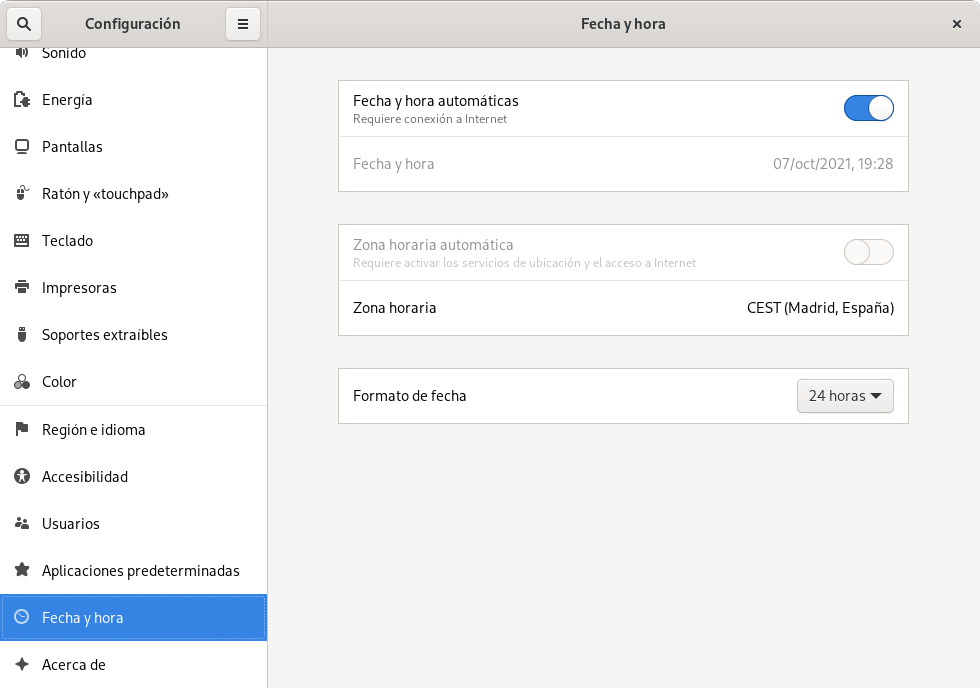 Configuración
Fecha y hora
Sonido
Energía
Pantallas
Ratón y «touchpad»
Teclado
Impresoras
Soportes extraíbles
Color
Región e idioma
Accesibilidad
Usuarios
Aplicaciones predeterminadas
Fecha y hora
Acerca de
Fecha y hora automáticas
Requiere conexión a Internet
Fecha y hora 07/oct/2021, 19:28
Zona horaria automática
Requiere activar los servicios de ubicación y el acceso a Internet
Zona horaria CEST (Madrid, España)
Formato de fecha 24 horas